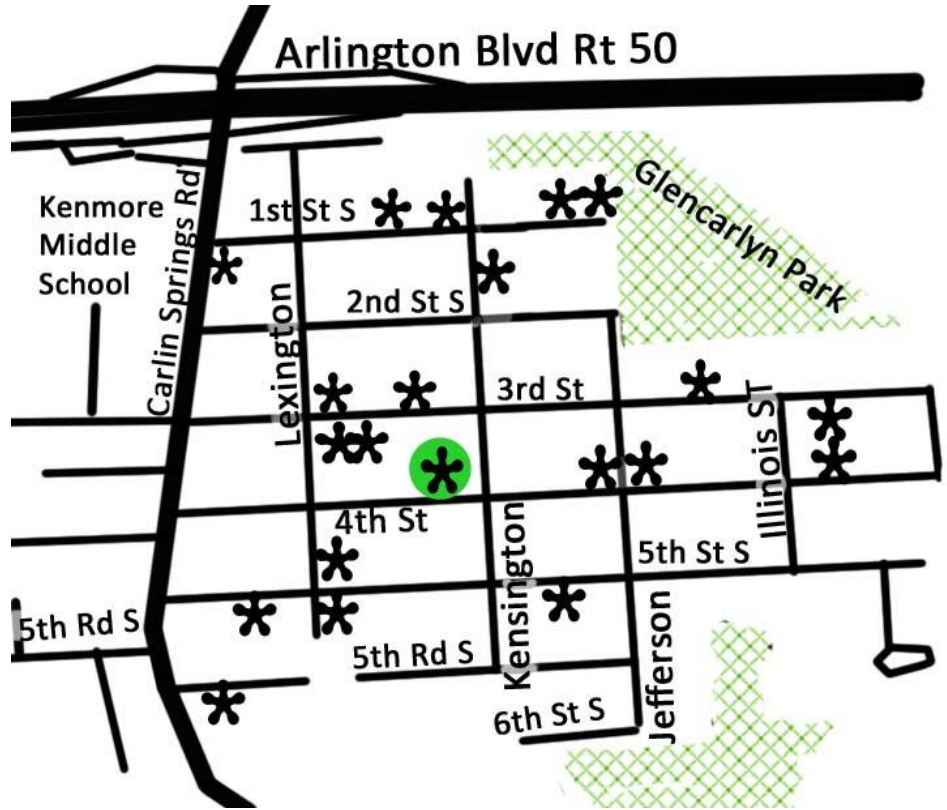 Arlington Blvd Rt 50
Glencarlyn Park
Kenmore
Middle
School
Carlin Springs Rd
1st St S
Lexington
2nd St S
3rd St
Illinois ST
4th St
Kensington
5th St S
5th Rd S
5th Rd S
Jefferson
6th St S